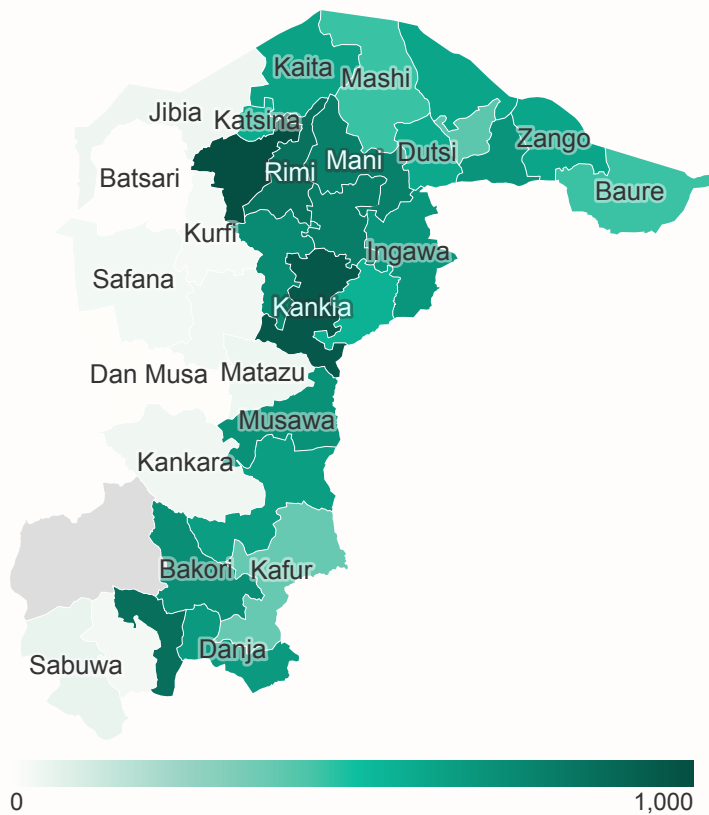 Kaita
Mashi
Jibia
Katsina
Zango
Dutsi
Mani
Rimi
Batsari
Baure
Kurfi
Ingawa
Safana
Kankia
Dan Musa
Matazu
Musawa
Kankara
Bakori
Kafur
Danja
Sabuwa
0
1,000